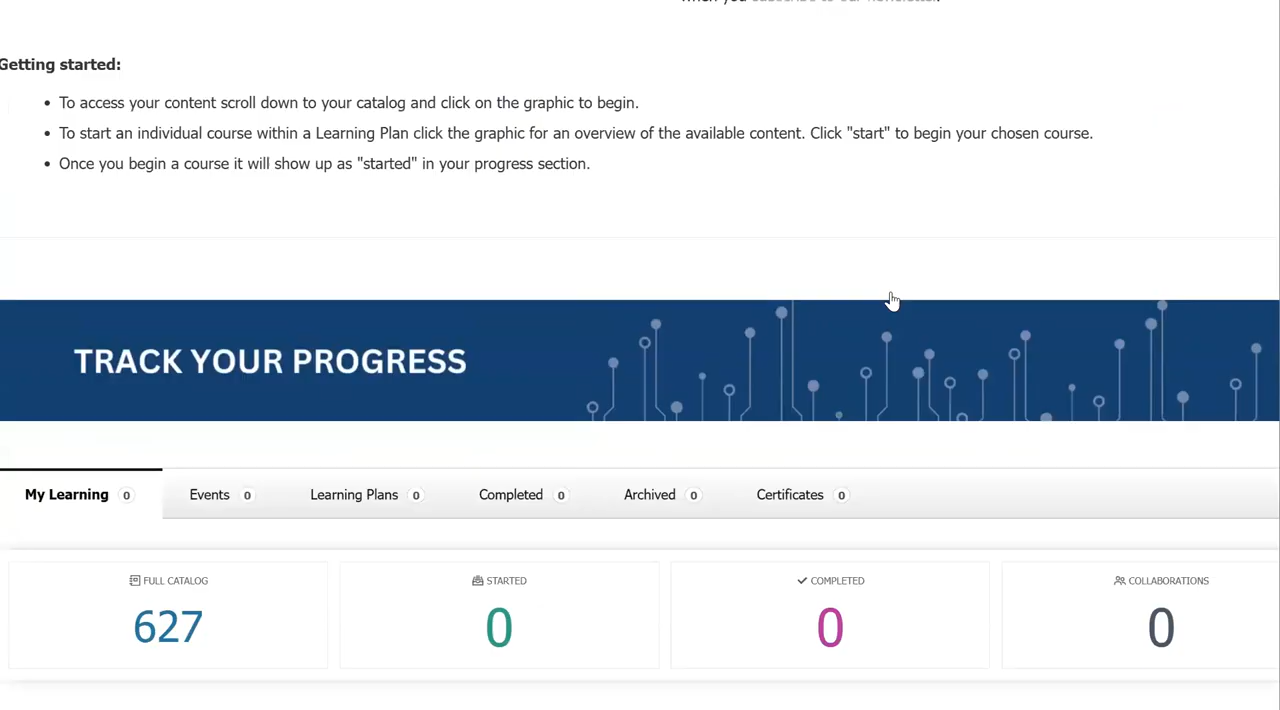 Getting started:
To access your content scroll down to your catalog and click on the graphic to begin.
To start an individual course within a Learning Plan click the graphic for an overview of the available content. Click "start" to begin your chosen course.
Once you begin a course it will show up as "started" in your progress section.
TRACK YOUR PROGRESS
My Learning 0 Events 0 Learning Plans 0 Completed 0 Archived 0 Certificates 0
FULL CATALOG STARTED COMPLETED COLLABORATIONS
627 0 0 0